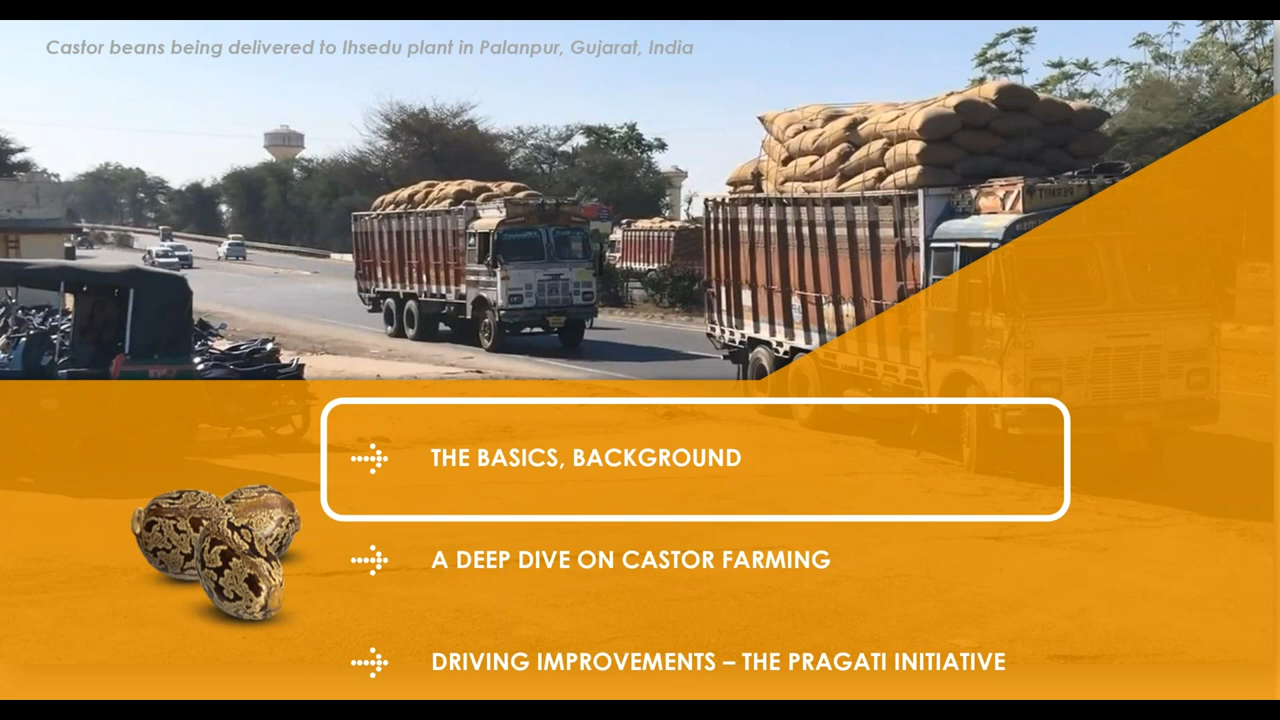 Castor beans being delivered to Ihsedu plant in Palanpur, Gujarat, India
THE BASICS, BACKGROUND
A DEEP DIVE ON CASTOR FARMING
DRIVING IMPROVEMENTS – THE PRAGATI INITIATIVE